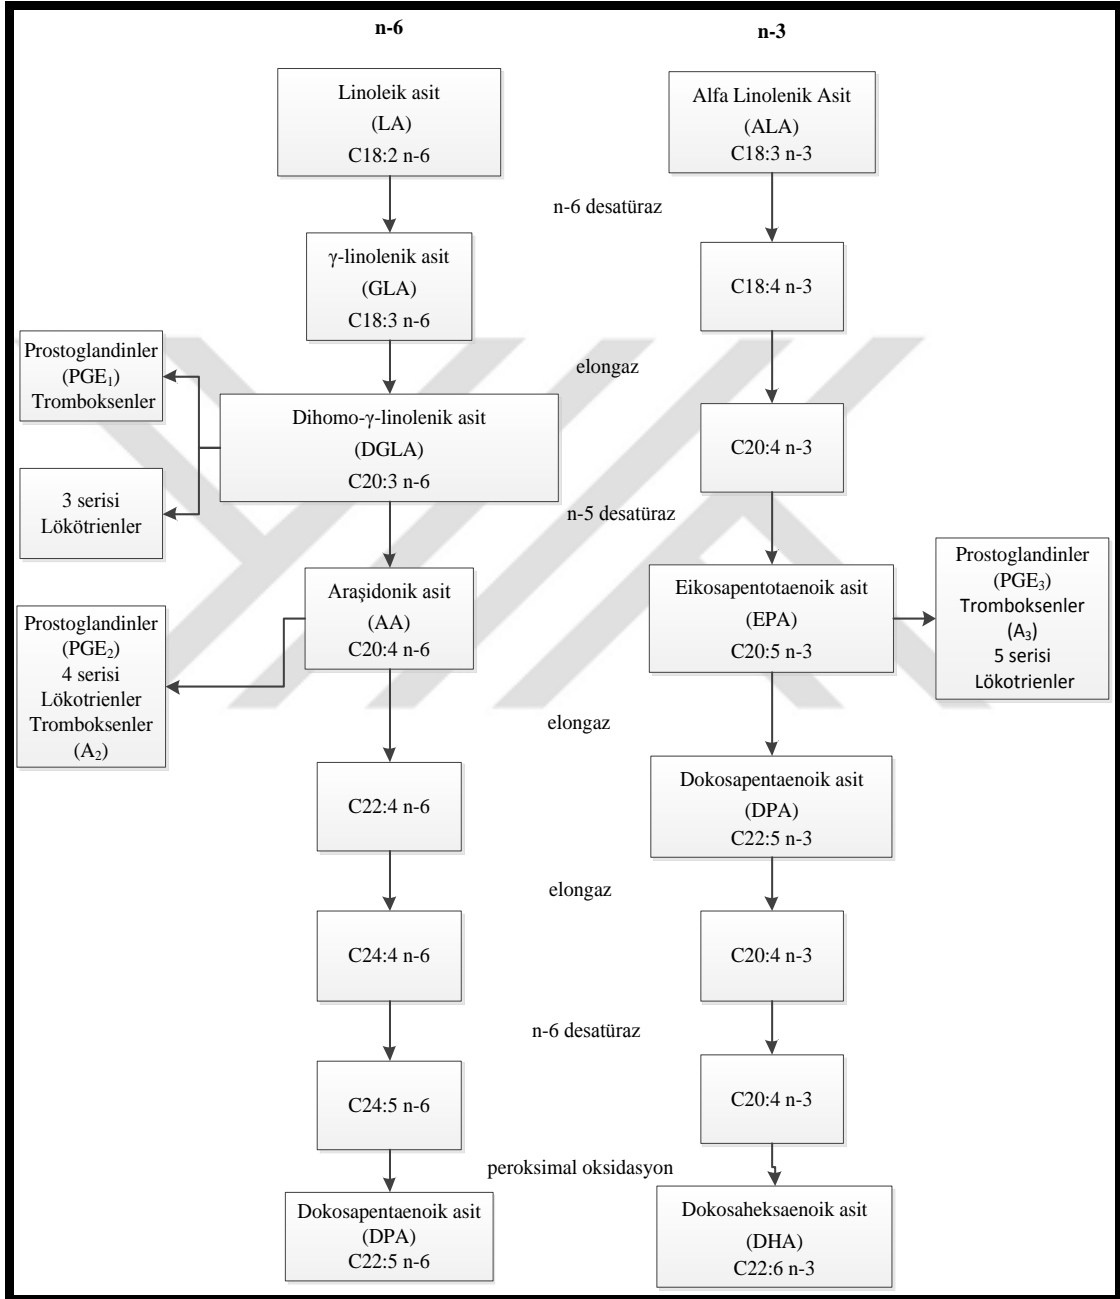 n-6
n-3
Linoleik asit
(LA)
C18:2 n-6
Alfa Linolenik Asit
(ALA)
C18:3 n-3
n-6 desatüraz
γ-linolenik asit
(GLA)
C18:3 n-6
C18:4 n-3
Prostoglandinler
(PGE₁)
Tromboksenler
elongaz
Dihomo-γ-linolenik asit
(DGLA)
C20:3 n-6
C20:4 n-3
3 serisi
Lökötrienler
n-5 desatüraz
Araşidonik asit
(AA)
C20:4 n-6
Eikosapentotaenoik asit
(EPA)
C20:5 n-3
Prostoglandinler
(PGE₃)
Tromboksenler
(A₃)
5 serisi
Lökotrienler
Prostoglandinler
(PGE₂)
4 serisi
Lökotrienler
Tromboksenler
(A₂)
elongaz
C22:4 n-6
Dokosapentaenoik asit
(DPA)
C22:5 n-3
elongaz
C24:4 n-6
C20:4 n-3
n-6 desatüraz
C24:5 n-6
C20:4 n-3
peroksimal oksidasyon
Dokosapentaenoik asit
(DPA)
C22:5 n-6
Dokosaheksaenoik asit
(DHA)
C22:6 n-3